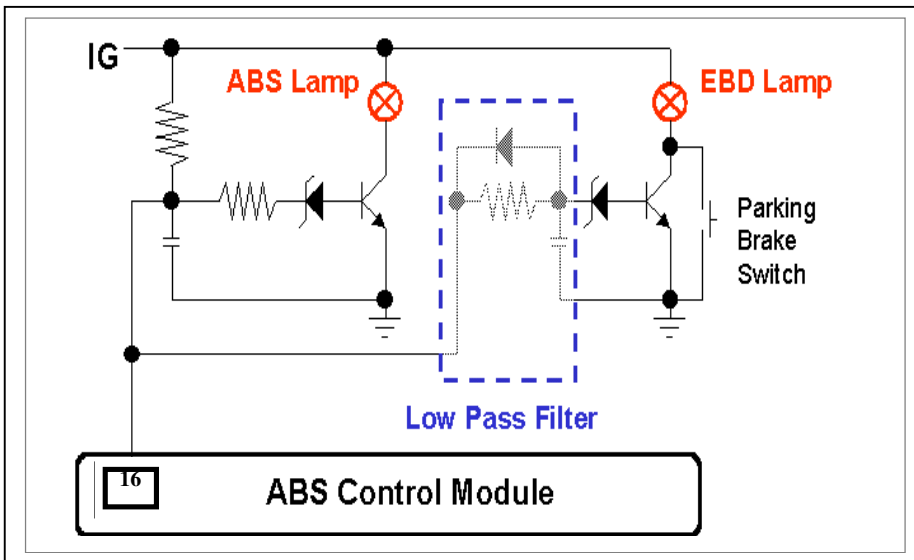 IG
ABS Lamp
EBD Lamp
Parking
Brake
Switch
Low Pass Filter
16
ABS Control Module